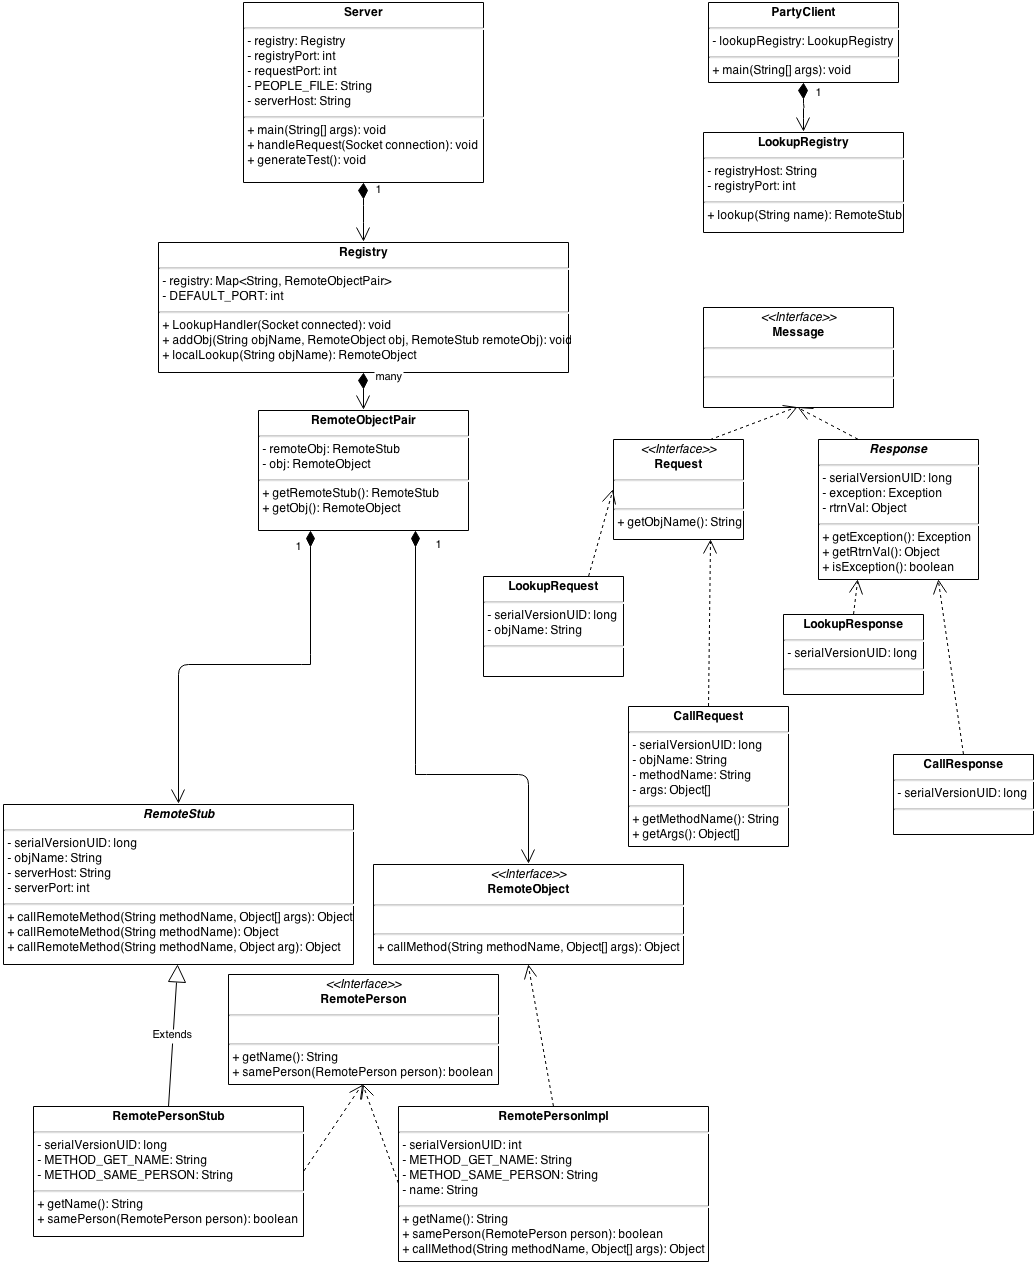 Server
- registry: Registry
- registryPort: int
- requestPort: int
- PEOPLE_FILE: String
- serverHost: String
+ main(String[] args): void
+ handleRequest(Socket connection): void
+ generateTest(): void
1
PartyClient
- lookupRegistry: LookupRegistry
+ main(String[] args): void
1
LookupRegistry
- registryHost: String
- registryPort: int
+ lookup(String name): RemoteStub
Registry
- registry: Map<String, RemoteObjectPair>
- DEFAULT_PORT: int
+ LookupHandler(Socket connected): void
+ addObj(String objName, RemoteObject obj, RemoteStub remoteObj): void
+ localLookup(String objName): RemoteObject
many
<<Interface>>
Message
RemoteObjectPair
- remoteObj: RemoteStub
- obj: RemoteObject
+ getRemoteStub(): RemoteStub
+ getObj(): RemoteObject
1
1
<<Interface>>
Request
+ getObjName(): String
Response
- serialVersionUID: long
- exception: Exception
- rtrnVal: Object
+ getException(): Exception
+ getRtrnVal(): Object
+ isException(): boolean
LookupRequest
- serialVersionUID: long
- objName: String
LookupResponse
- serialVersionUID: long
CallRequest
- serialVersionUID: long
- objName: String
- methodName: String
- args: Object[]
+ getMethodName(): String
+ getArgs(): Object[]
CallResponse
- serialVersionUID: long
RemoteStub
- serialVersionUID: long
- objName: String
- serverHost: String
- serverPort: int
+ callRemoteMethod(String methodName, Object[] args): Object
+ callRemoteMethod(String methodName): Object
+ callRemoteMethod(String methodName, Object arg): Object
<<Interface>>
RemoteObject
+ callMethod(String methodName, Object[] args): Object
<<Interface>>
RemotePerson
+ getName(): String
+ samePerson(RemotePerson person): boolean
Extends
RemotePersonStub
- serialVersionUID: long
- METHOD_GET_NAME: String
- METHOD_SAME_PERSON: String
+ getName(): String
+ samePerson(RemotePerson person): boolean
RemotePersonImpl
- serialVersionUID: int
- METHOD_GET_NAME: String
- METHOD_SAME_PERSON: String
- name: String
+ getName(): String
+ samePerson(RemotePerson person): boolean
+ callMethod(String methodName, Object[] args): Object